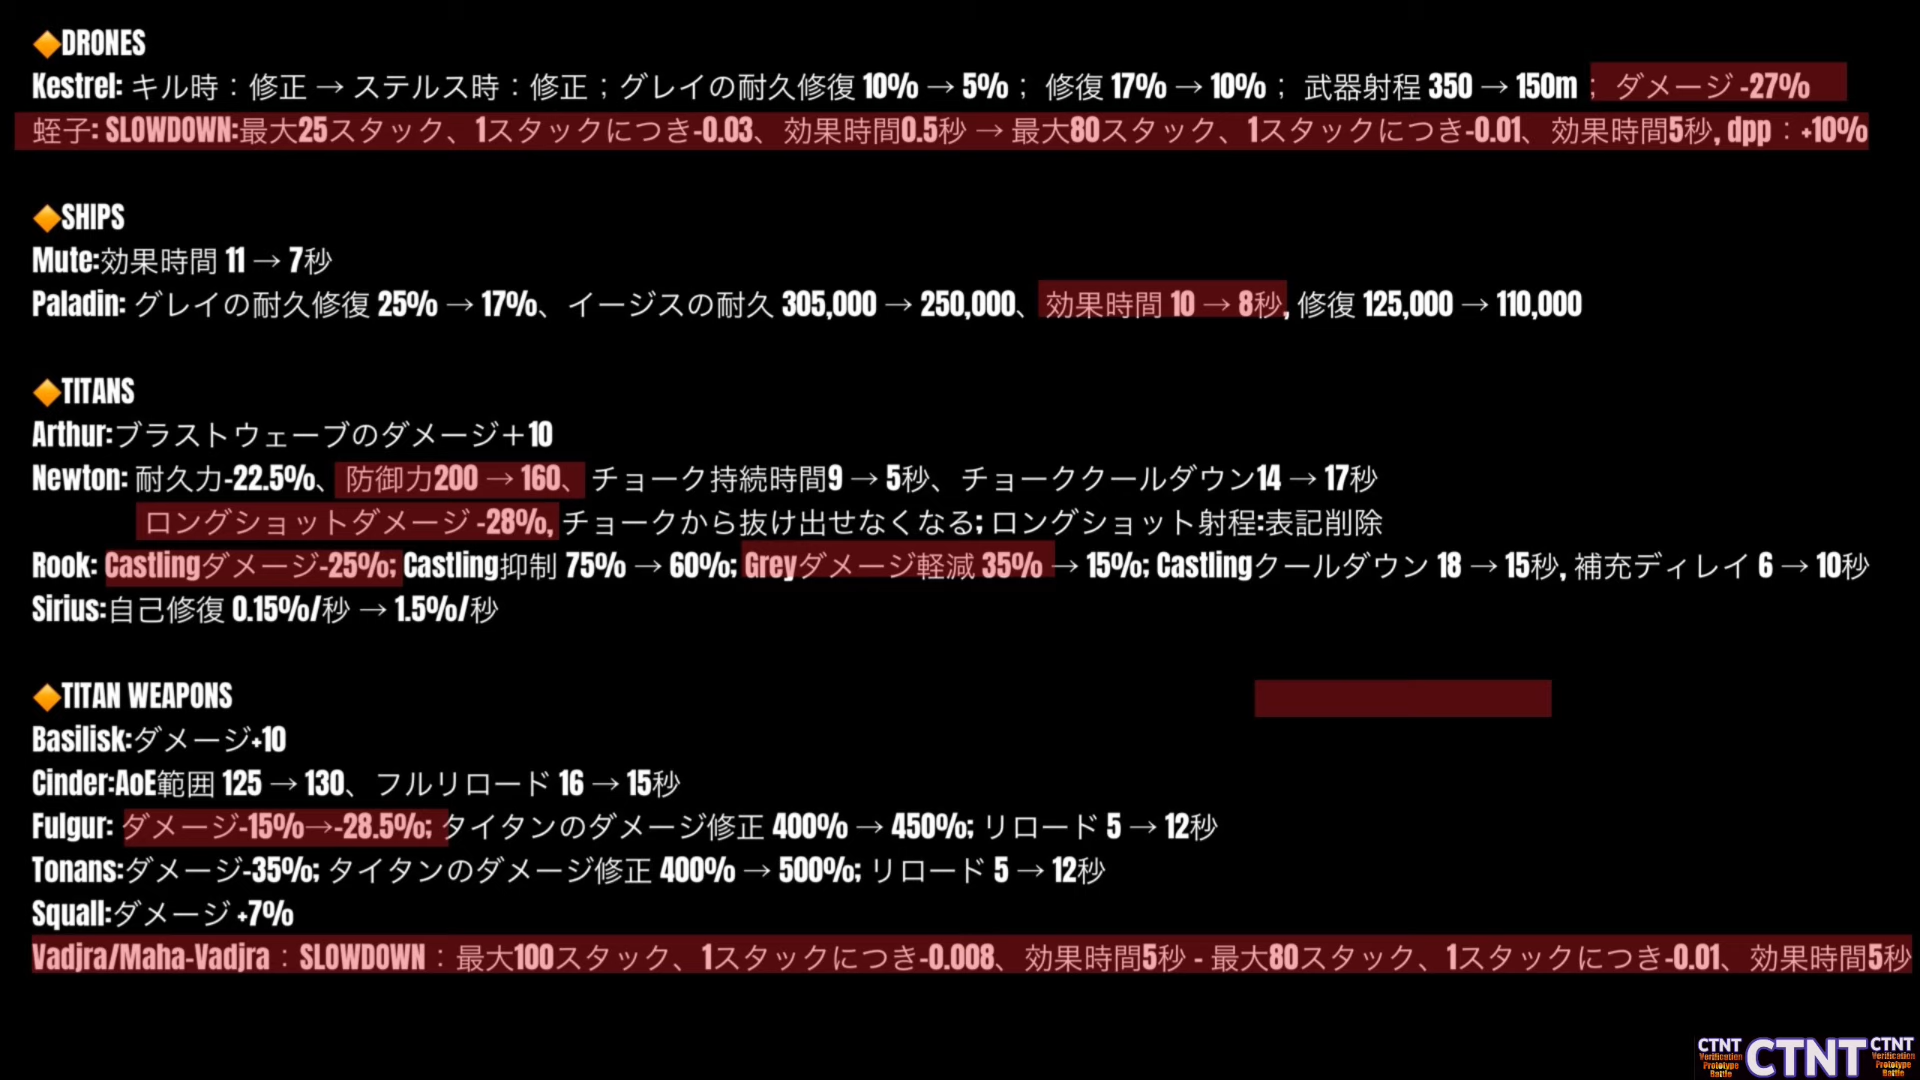 🔶DRONES
Kestrel: キル時：修正 → ステルス時：修正；グレイの耐久修復 10% → 5%； 修復 17% → 10%； 武器射程 350 → 150m； ダメージ -27%
蛭子: SLOWDOWN:最大25スタック、1スタックにつき-0.03、効果時間0.5秒 → 最大80スタック、1スタックにつき-0.01、効果時間5秒, dpp：+10%
🔶SHIPS
Mute:効果時間 11 → 7秒
Paladin: グレイの耐久修復 25% → 17%、イージスの耐久 305,000 → 250,000、効果時間 10 → 8秒, 修復 125,000 → 110,000
🔶TITANS
Arthur:ブラストウェーブのダメージ＋10
Newton: 耐久力-22.5%、防御力200 → 160、チョーク持続時間9 → 5秒、チョーククールダウン14 → 17秒
ロングショットダメージ -28%, チョークから抜け出せなくなる; ロングショット射程:表記削除
Rook: Castlingダメージ-25%; Castling抑制 75% → 60%; Greyダメージ軽減 35% → 15%; Castlingクールダウン 18 → 15秒, 補充ディレイ 6 → 10秒
Sirius:自己修復 0.15%/秒 → 1.5%/秒
🔶TITAN WEAPONS
Basilisk:ダメージ+10
Cinder:AoE範囲 125 → 130、フルリロード 16 → 15秒
Fulgur: ダメージ-15%→-28.5%; タイタンのダメージ修正 400% → 450%; リロード 5 → 12秒
Tonans:ダメージ-35%; タイタンのダメージ修正 400% → 500%; リロード 5 → 12秒
Squall:ダメージ +7%
Vadjra/Maha-Vadjra：SLOWDOWN：最大100スタック、1スタックにつき-0.008、効果時間5秒 - 最大80スタック、1スタックにつき-0.01、効果時間5秒
CTNT Verification Prototype Battle CTNT CTNT Verification Prototype Battle